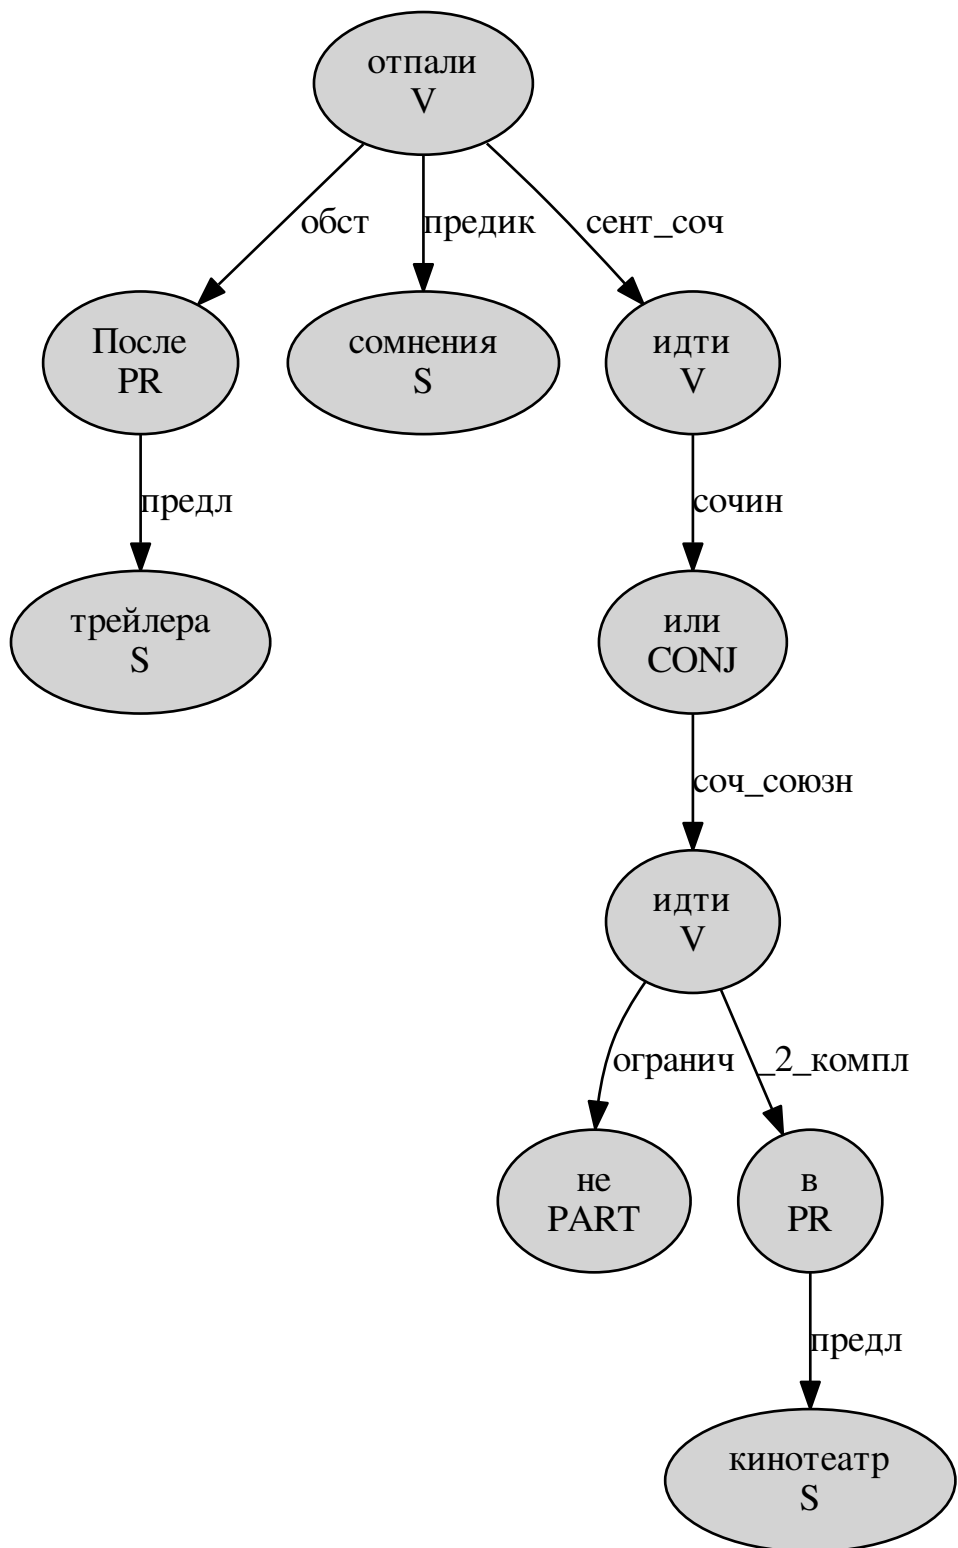 отпали
V
обст
предик
сент_соч
После
PR
сомнения
S
идти
V
предл
сочин
трейлера
S
или
CONJ
соч_союзн
идти
V
огранич
_2_компл
не
PART
в
PR
предл
кинотеатр
S